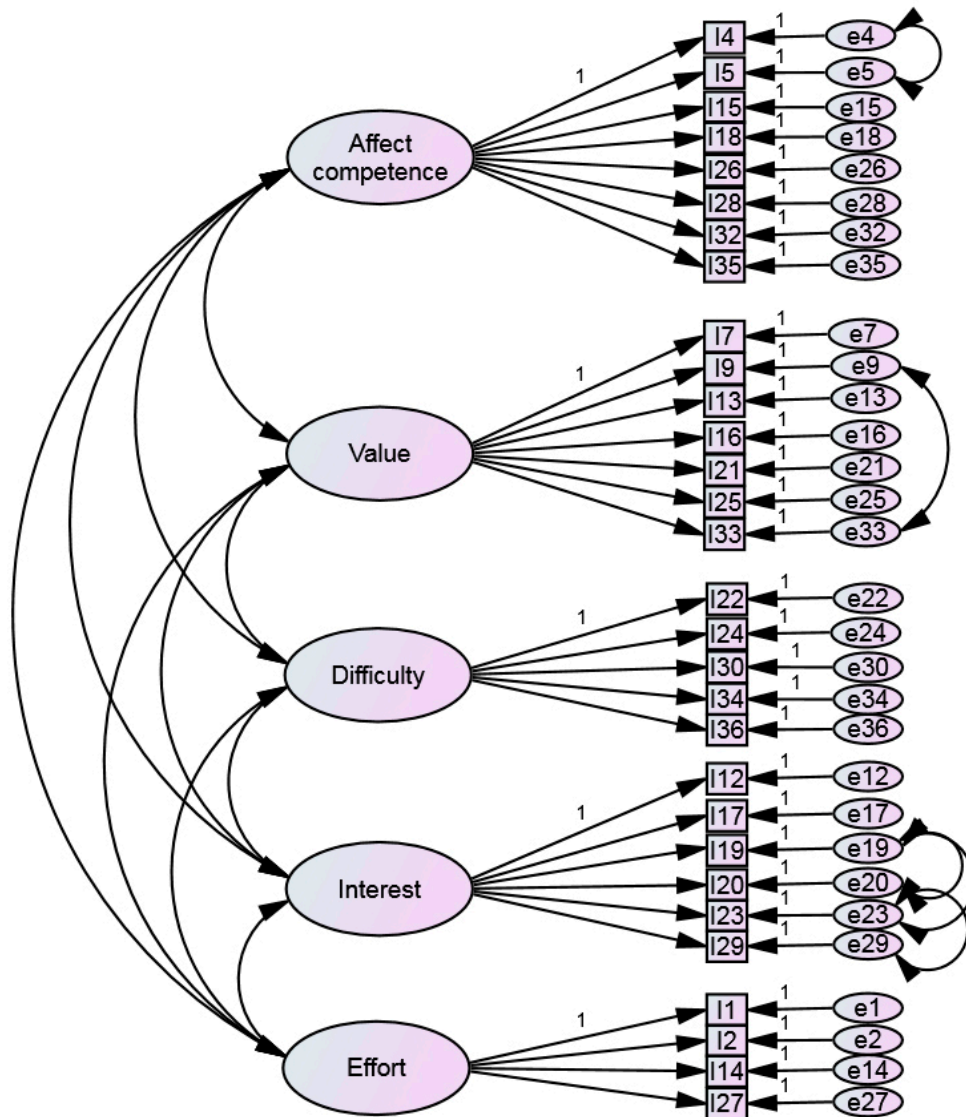 I4 1 e4
1
I5 1 e5
I15 1 e15
Affect
competence
I18 1 e18
I26 1 e26
I28 1 e28
I32 1 e32
I35 1 e35
I7 1 e7
1
I9 1 e9
I13 1 e13
Value
I16 1 e16
I21 1 e21
I25 1 e25
I33 1 e33
I22 1 e22
1
I24 1 e24
Difficulty
I30 1 e30
I34 1 e34
I36 1 e36
I12 1 e12
1
I17 1 e17
I19 1 e19
Interest
I20 1 e20
I23 1 e23
I29 1 e29
I1 1 e1
1
I2 1 e2
Effort
I14 1 e14
I27 1 e27